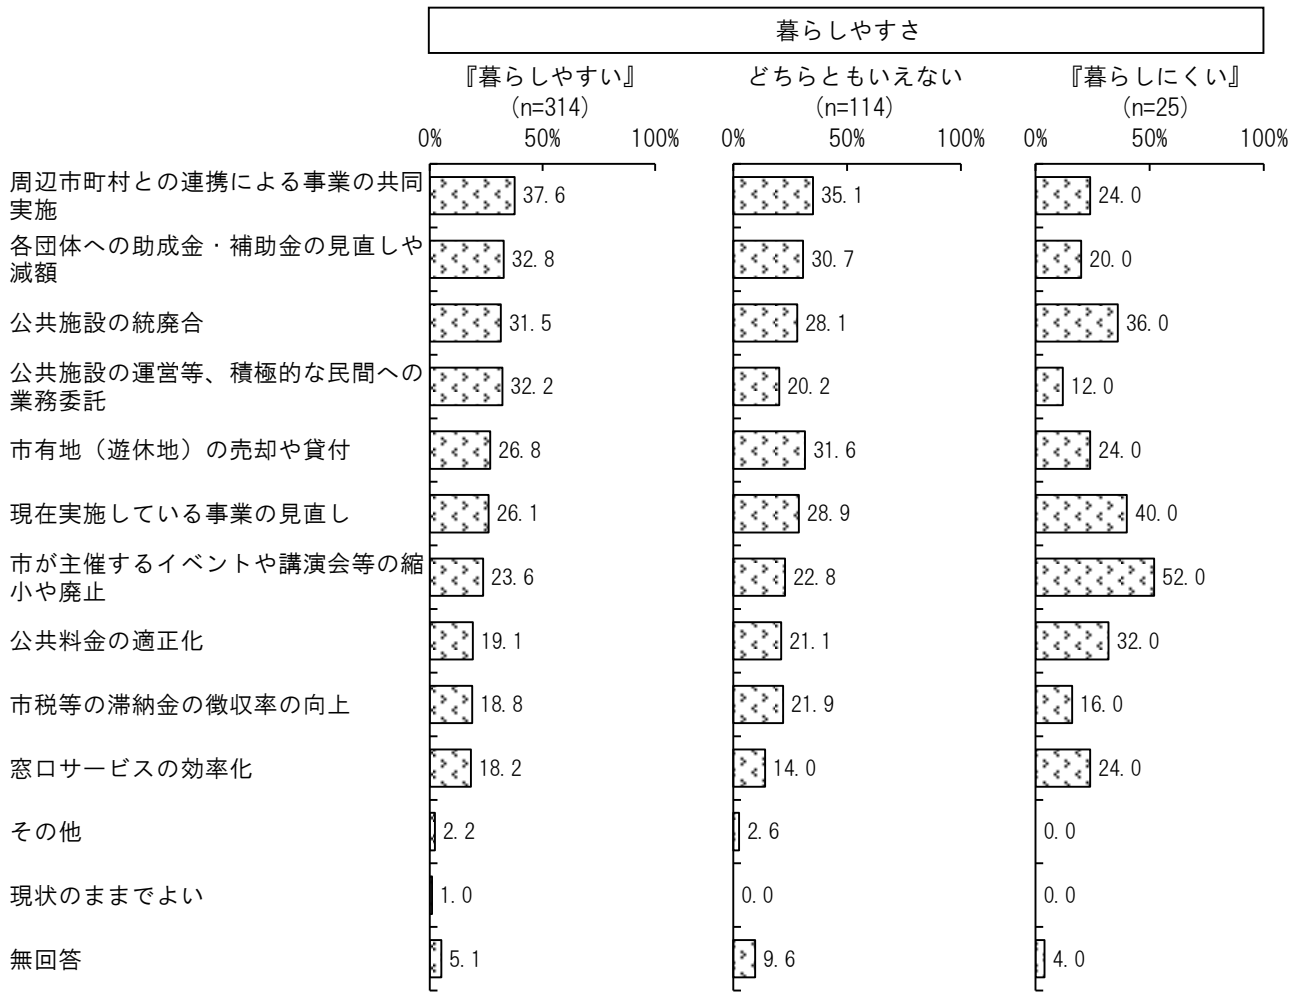 暮らしやすさ
『暮らしやすい』 どちらともいえない 『暮らしにくい』
(n=314) (n=114) (n=25)
0% 50% 100% 0% 50% 100% 0% 50% 100%
周辺市町村との連携による事業の共同
実施
37.6 35.1 24.0
各団体への助成金・補助金の見直しや
減額
32.8 30.7 20.0
公共施設の統廃合 31.5 28.1 36.0
公共施設の運営等、積極的な民間への
業務委託
32.2 20.2 12.0
市有地（遊休地）の売却や貸付 26.8 31.6 24.0
現在実施している事業の見直し 26.1 28.9 40.0
市が主催するイベントや講演会等の縮
小や廃止
23.6 22.8 52.0
公共料金の適正化 19.1 21.1 32.0
市税等の滞納金の徴収率の向上 18.8 21.9 16.0
窓口サービスの効率化 18.2 14.0 24.0
その他 2.2 2.6 0.0
現状のままでよい 1.0 0.0 0.0
無回答 5.1 9.6 4.0